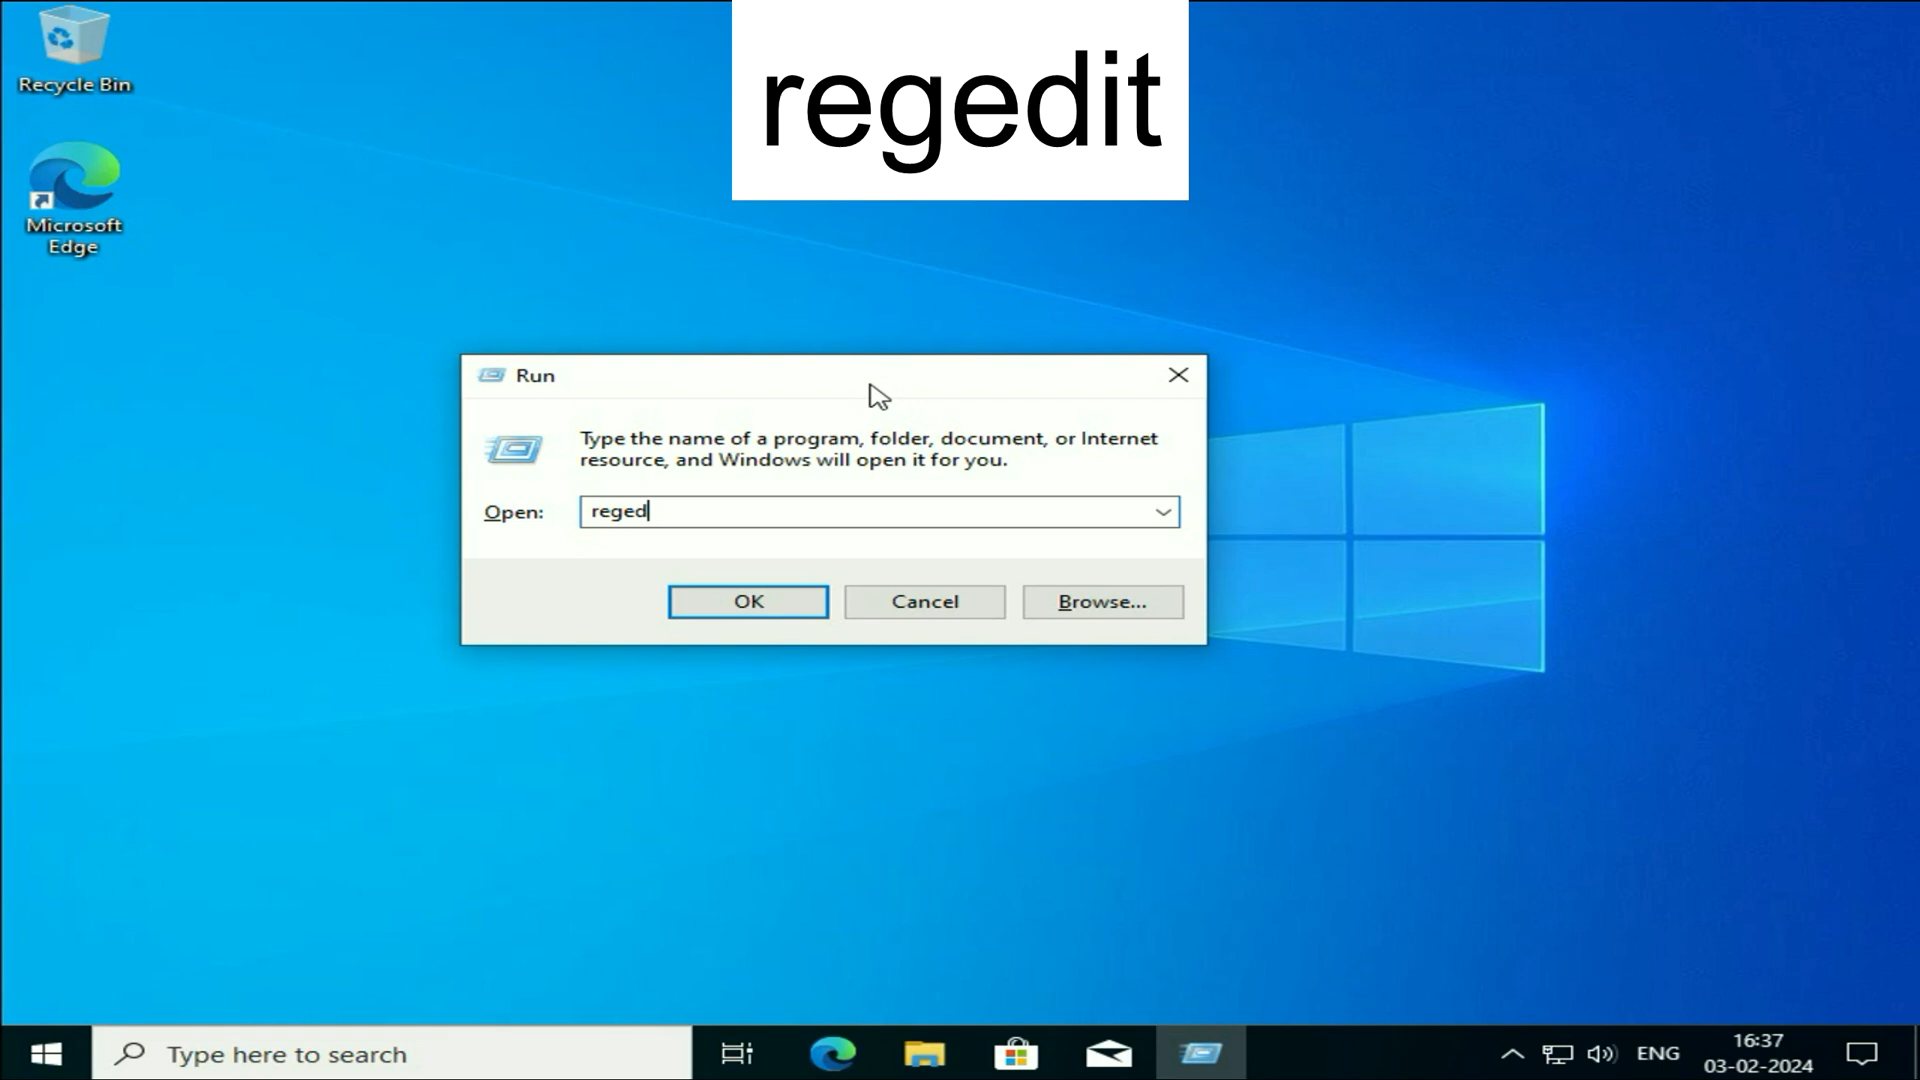 regedit
Recycle Bin
Microsoft
Edge
Run
Type the name of a program, folder, document, or Internet
resource, and Windows will open it for you.
Open: reged
OK Cancel Browse...
Type here to search
ENG
16:37
03-02-2024